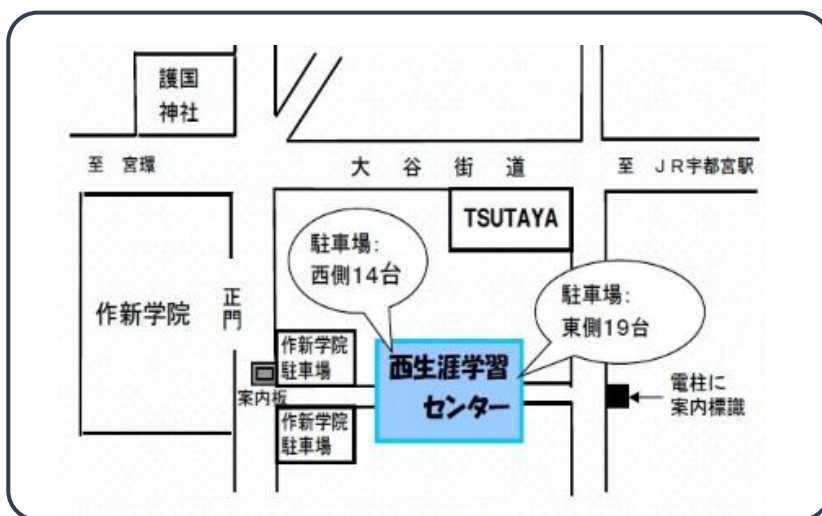 護国
神社
至 宮環
大谷街道
至 JR宇都宮駅
TSUTAYA
駐車場:
西側14台
駐車場:
東側19台
作新学院
正門
作新学院
駐車場
西生涯学習
センター
案内板
電柱に
案内標識
作新学院
駐車場